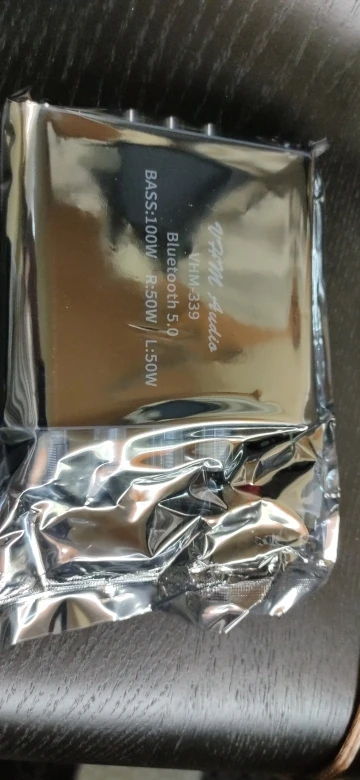 VHM Audio
VHM-339
Bluetooth 5.0
BASS:100W R:50W / L:50W